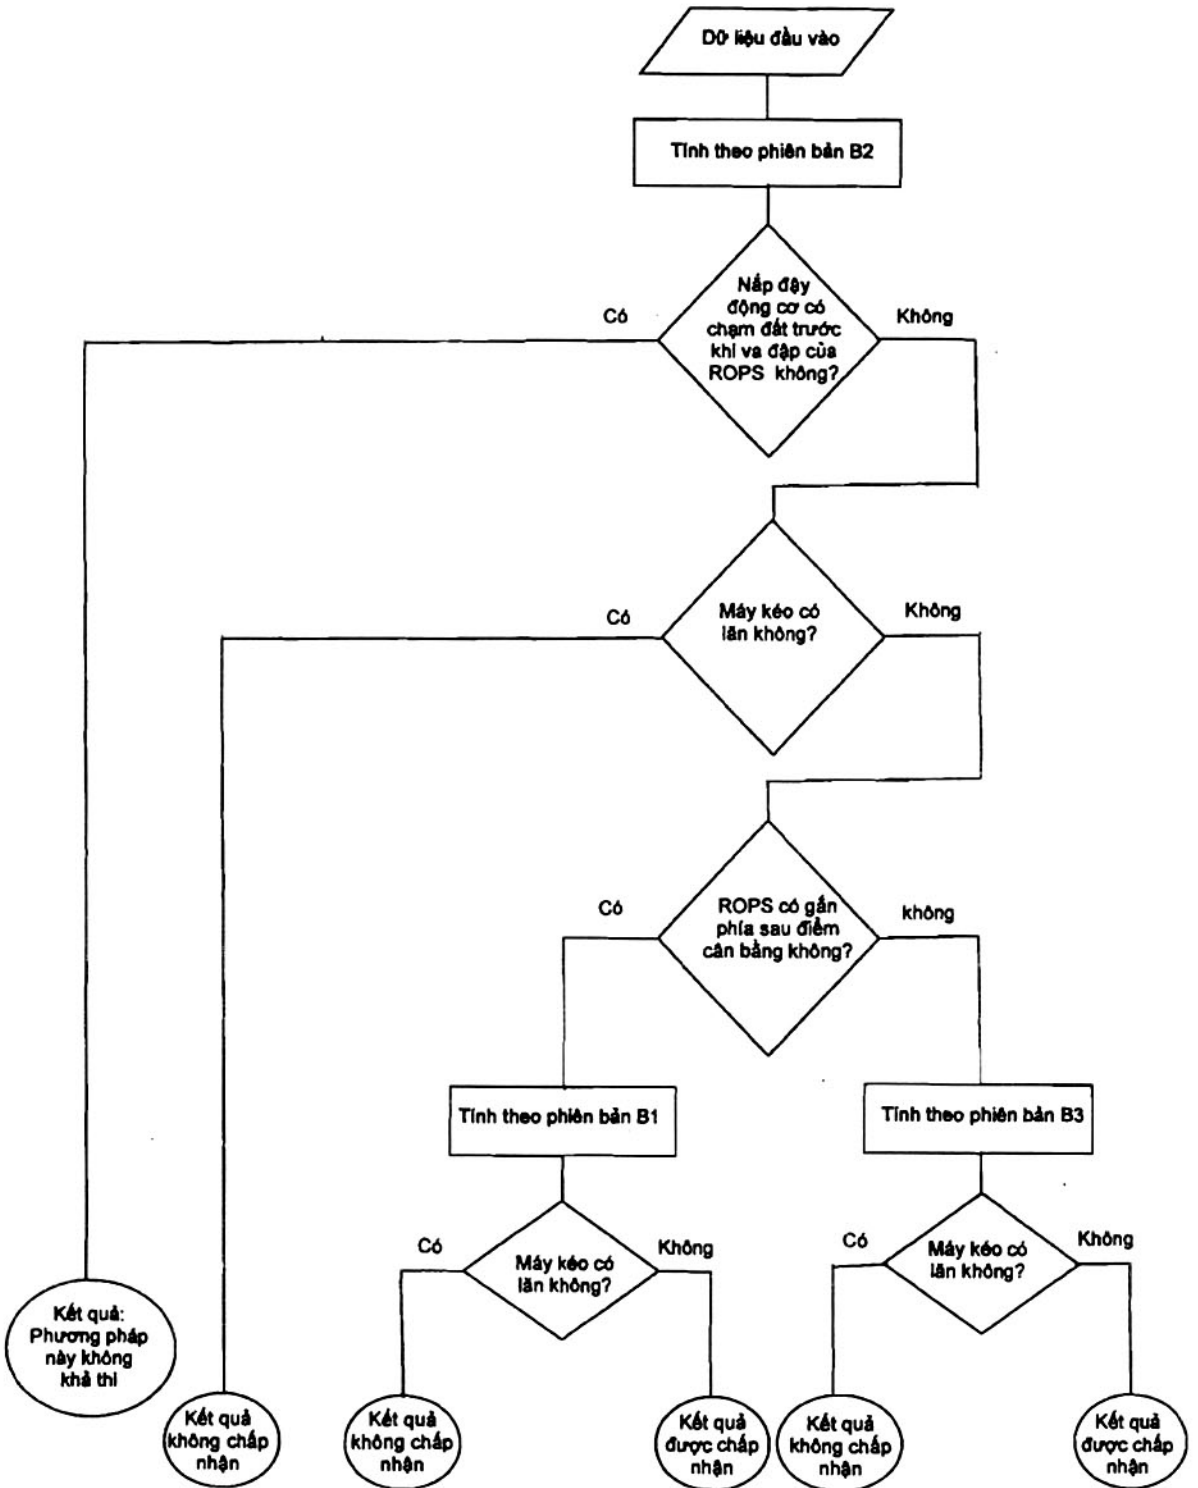 Dữ liệu đầu vào
Tính theo phiên bản B2
Nắp đậy
động cơ có
chạm đất trước
khi va đập của
ROPS không?
Có
Không
Máy kéo có
lăn không?
Có
Không
ROPS có gắn
phía sau điểm
cân bằng không?
Có
không
Tính theo phiên bản B1
Tính theo phiên bản B3
Máy kéo có
lăn không?
Có
Không
Máy kéo có
lăn không?
Có
Không
Kết quả:
Phương pháp
này không
khả thi
Kết quả
không chấp
nhận
Kết quả
không chấp
nhận
Kết quả
được chấp
nhận
Kết quả
không chấp
nhận
Kết quả
được chấp
nhận